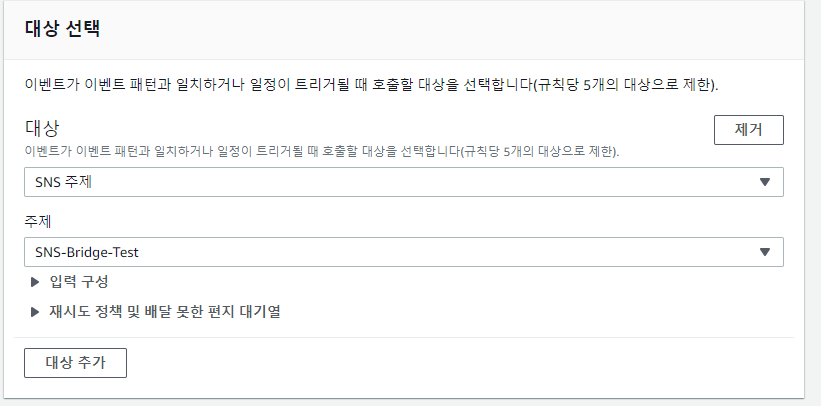 대상 선택
이벤트가 이벤트 패턴과 일치하거나 일정이 트리거될 때 호출할 대상을 선택합니다(규칙당 5개의 대상으로 제한).
대상
제거
이벤트가 이벤트 패턴과 일치하거나 일정이 트리거될 때 호출할 대상을 선택합니다(규칙당 5개의 대상으로 제한).
SNS 주제
주제
SNS-Bridge-Test
입력 구성
재시도 정책 및 배달 못한 편지 대기열
대상 추가